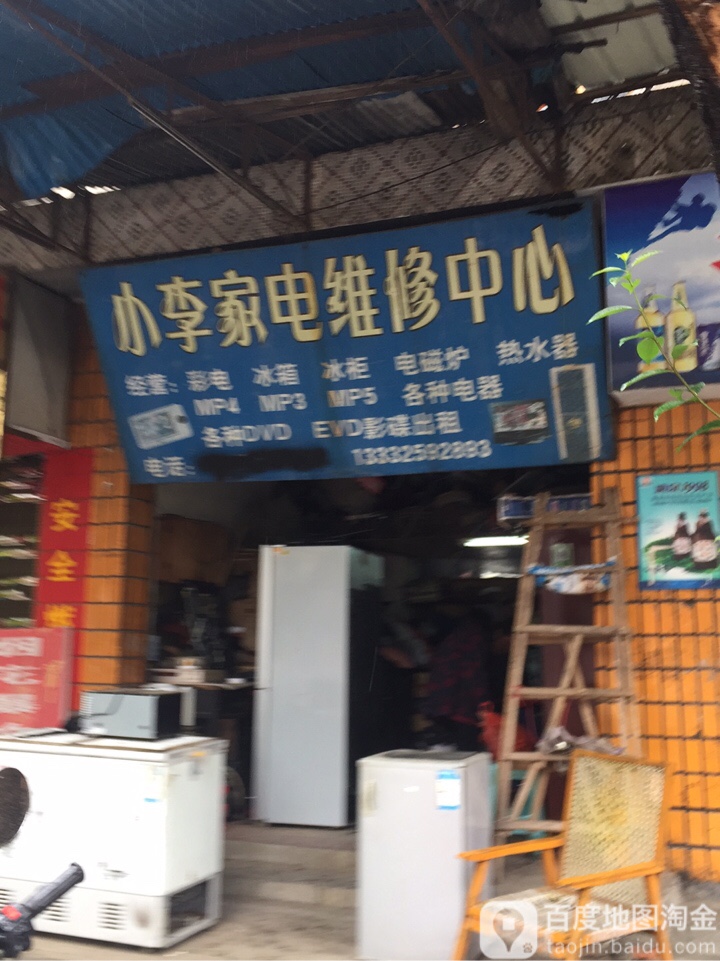 小李家电维修中心
经营：彩电 冰箱 冰柜 电磁炉 热水器
MP4 MP3 MP5 各种电器
各种DVD EVD影碟出租
电话： 13332592893
安全
百度地图淘金
taojin.baidu.com